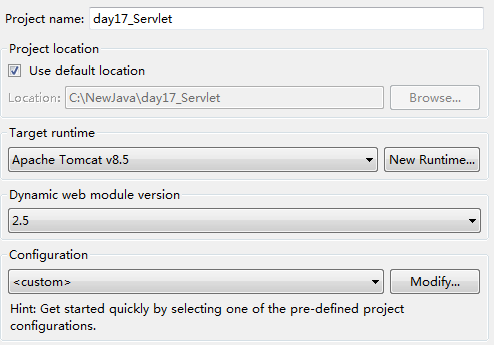 Project name: day17_Servlet
Project location
Use default location
Location: C:\NewJava\day17_Servlet Browse...
Target runtime
Apache Tomcat v8.5 New Runtime...
Dynamic web module version
2.5
Configuration
<custom> Modify...
Hint: Get started quickly by selecting one of the pre-defined project
configurations.